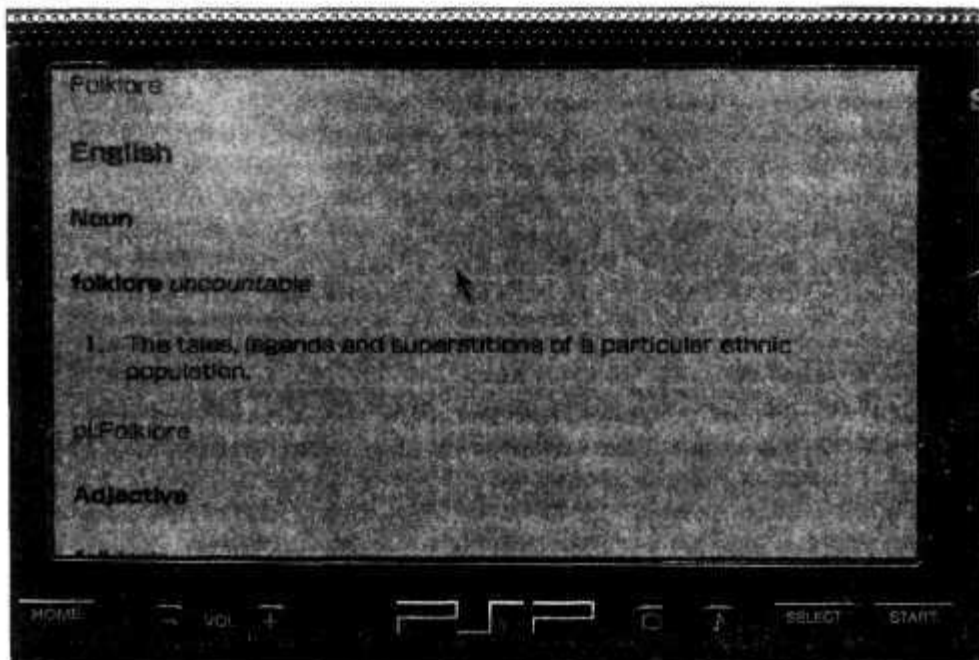 Folklore
English
Noun
folklore uncountable
1. The tales, legends and superstitions of a particular ethnic
population.
pl:Folklore
Adjective
HOME VOL PSP SELECT START